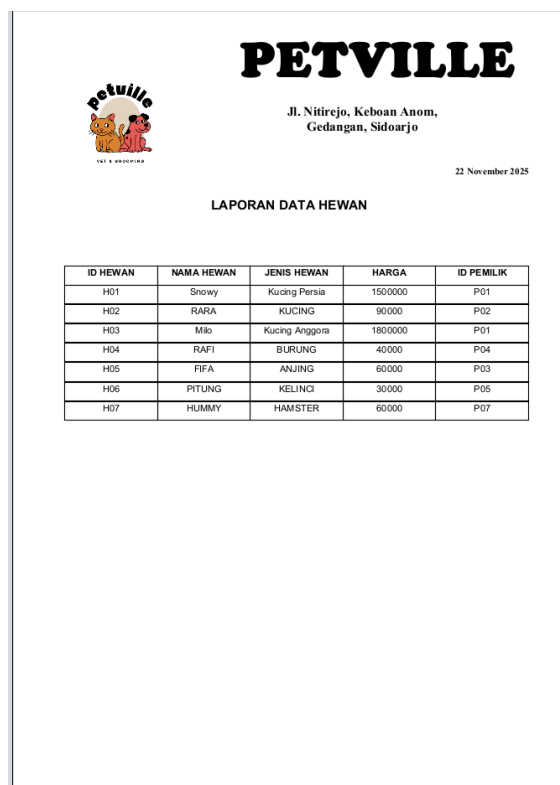 PETVILLE
petville
VET & GROOMING
Jl. Nitirejo, Keboan Anom,
Gedangan, Sidoarjo
22 November 2025
LAPORAN DATA HEWAN
ID HEWAN NAMA HEWAN JENIS HEWAN HARGA ID PEMILIK
H01 Snowy Kucing Persia 1500000 P01
H02 RARA KUCING 90000 P02
H03 Milo Kucing Anggora 1800000 P01
H04 RAFI BURUNG 40000 P04
H05 FIFA ANJING 60000 P03
H06 PITUNG KELINCI 30000 P05
H07 HUMMY HAMSTER 60000 P07